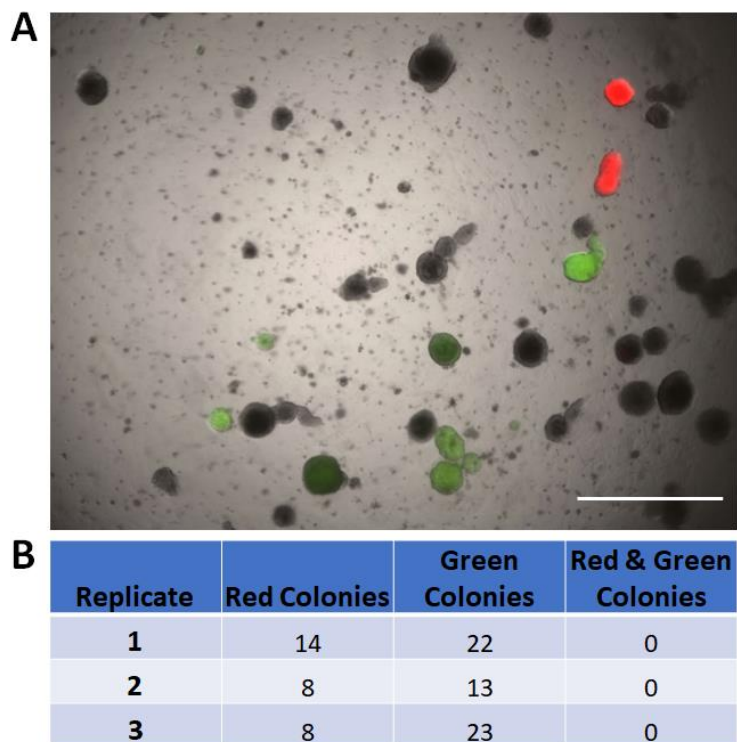 A
B
Replicate Red Colonies Green Colonies Red & Green Colonies
1 14 22 0
2 8 13 0
3 8 23 0